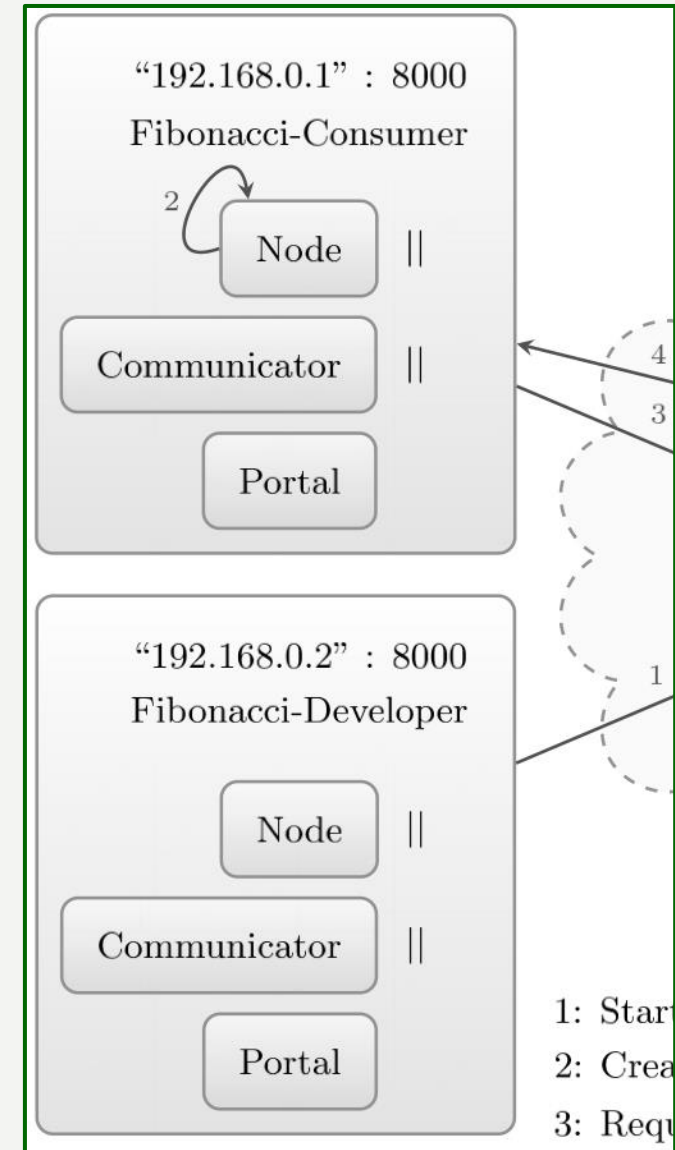 “192.168.0.1” : 8000
Fibonacci-Consumer
2
Node ||
Communicator ||
Portal
4
3
“192.168.0.2” : 8000
Fibonacci-Developer
1
Node ||
Communicator ||
Portal
1:
2:
3: